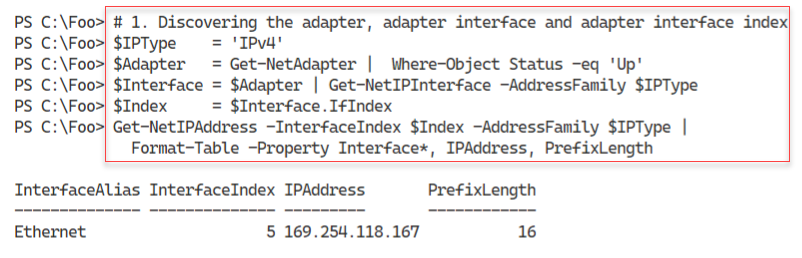 PS C:\Foo> # 1. Discovering the adapter, adapter interface and adapter interface index
PS C:\Foo> $IPType    = 'IPv4'
PS C:\Foo> $Adapter   = Get-NetAdapter |  Where-Object Status -eq 'Up'
PS C:\Foo> $Interface = $Adapter | Get-NetIPInterface -AddressFamily $IPType
PS C:\Foo> $Index     = $Interface.IfIndex
PS C:\Foo> Get-NetIPAddress -InterfaceIndex $Index -AddressFamily $IPType |
Format-Table -Property Interface*, IPAddress, PrefixLength
InterfaceAlias InterfaceIndex IPAddress       PrefixLength
-------------- -------------- ---------       ------------
Ethernet                    5 169.254.118.167           16